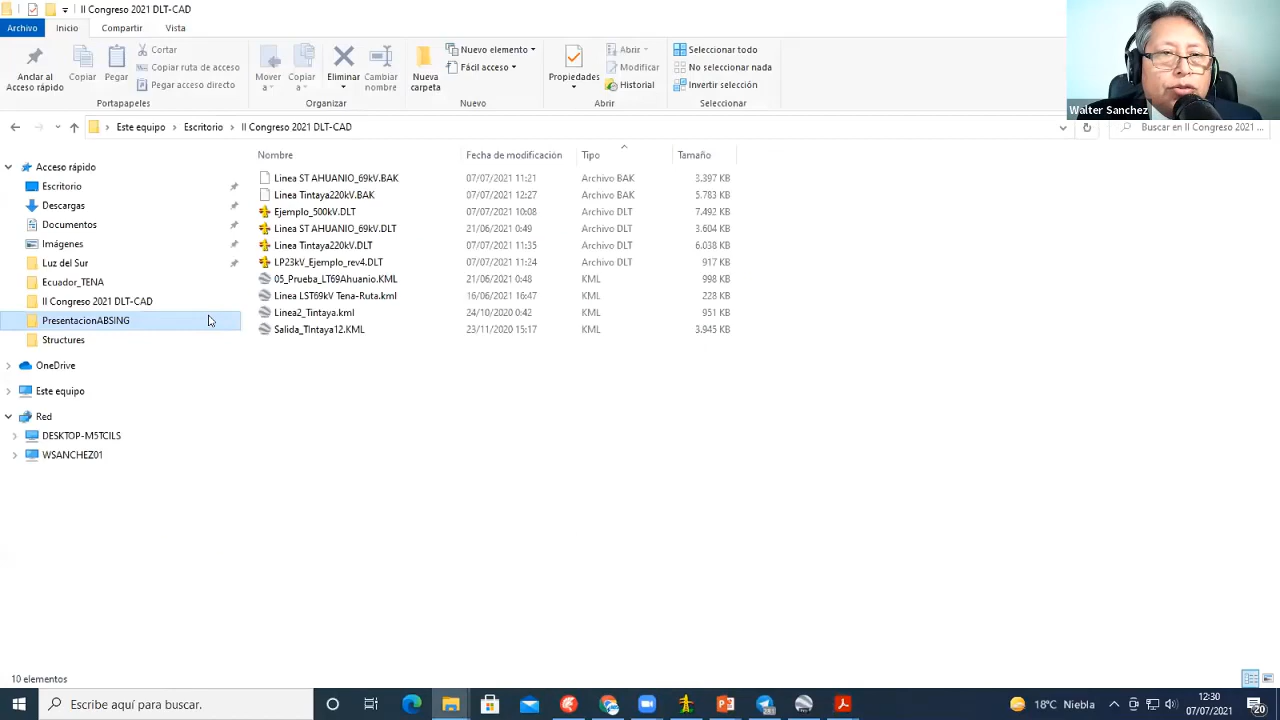 II Congreso 2021 DLT-CAD
Archivo Inicio Compartir Vista
Andar al Acceso rápido
Copiar
Pegar
Cortar
Copiar ruta de acceso
Pegar acceso directo
Portapapeles
Mover a
Copiar a
Eliminar
Cambiar nombre
Organizar
Nueva carpeta
Nuevo elemento
Fácil acceso
Nuevo
Propiedades
Abrir
Modificar
Historial
Abrir
Seleccionar todo
No seleccionar nada
Invertir selección
Seleccionar
Walter Sanchez
Este equipo > Escritorio > II Congreso 2021 DLT-CAD
Buscar en II Congreso 2021 ...
Nombre Fecha de modificación Tipo Tamaño
Acceso rápido
Escritorio
Descargas
Documentos
Imágenes
Luz del Sur
Ecuador_TENA
II Congreso 2021 DLT-CAD
PresentacionABSING
Structures
OneDrive
Este equipo
Red
DESKTOP-M5TCILS
WSANCHEZ01
Linea ST AHUANIO_69kV.BAK 07/07/2021 11:21 Archivo BAK 3.397 KB
Linea Tintaya220kV.BAK 07/07/2021 12:27 Archivo BAK 5.783 KB
Ejemplo_500kV.DLT 07/07/2021 10:08 Archivo DLT 7.492 KB
Linea ST AHUANIO_69kV.DLT 21/06/2021 0:49 Archivo DLT 3.604 KB
Linea Tintaya220kV.DLT 07/07/2021 11:35 Archivo DLT 6.038 KB
LP23kV_Ejemplo_rev4.DLT 07/07/2021 11:24 Archivo DLT 917 KB
05_Prueba_LT69Ahuanio.KML 21/06/2021 0:48 KML 998 KB
Linea LST69kV Tena-Ruta.kml 16/06/2021 16:47 KML 228 KB
Linea2_Tintaya.kml 24/10/2020 0:42 KML 951 KB
Salida_TIntaya12.KML 23/11/2020 15:17 KML 3.945 KB
10 elementos
Escribe aquí para buscar.
18°C Niebla
12:30
07/07/2021
20